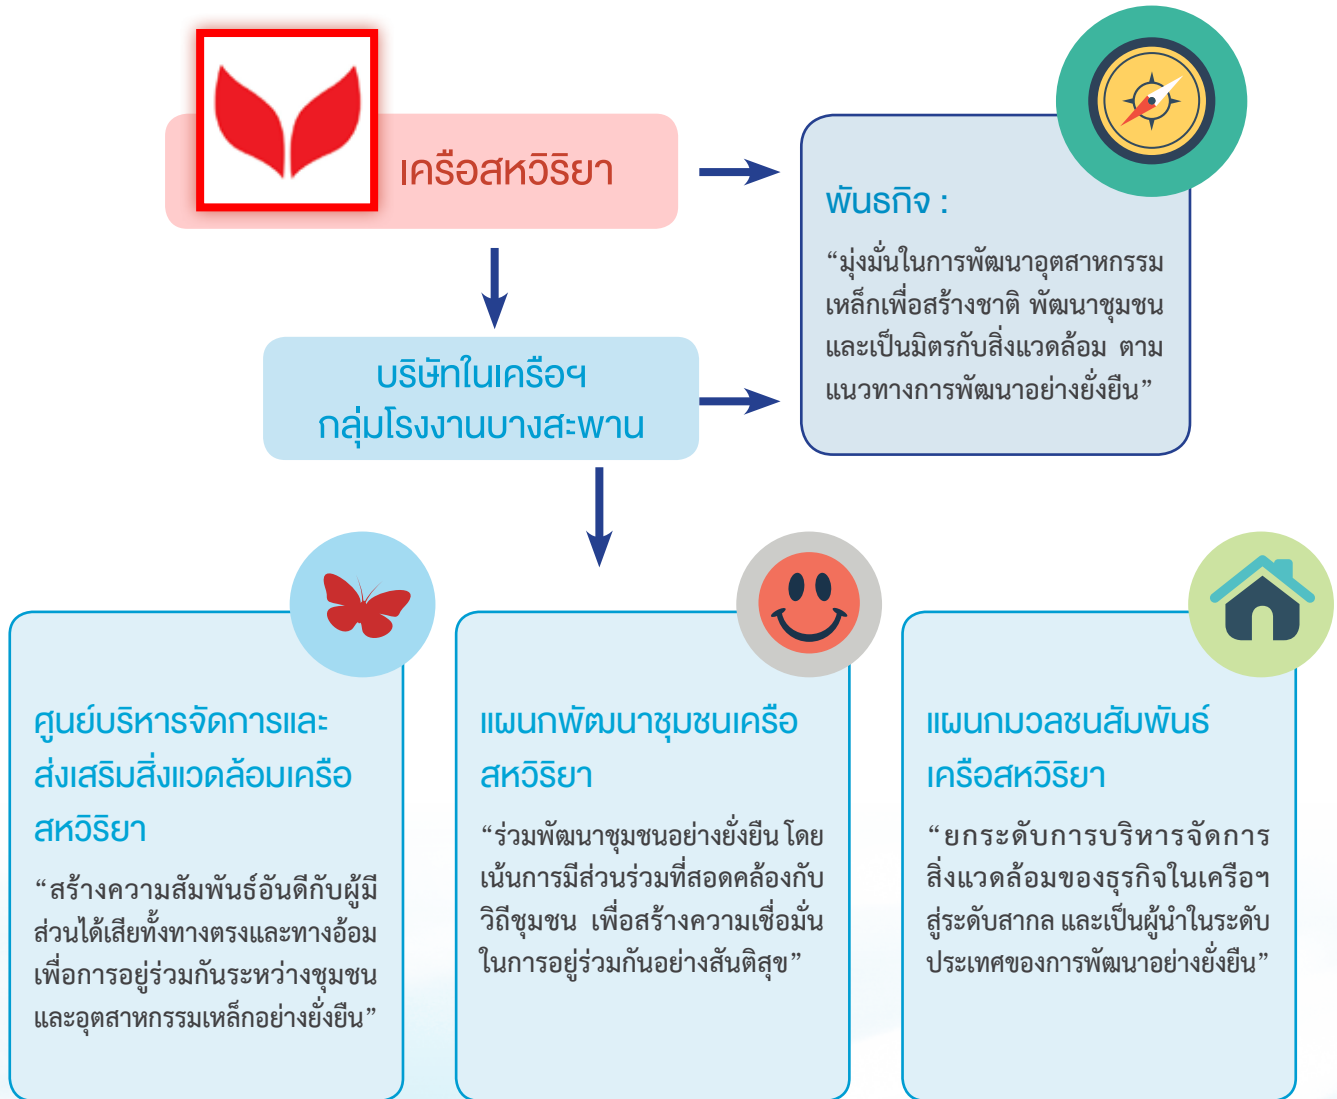 เครือสหวิริยา
พันธกิจ :
“มุ่งมั่นในการพัฒนาอุตสาหกรรม
เหล็กเพื่อสร้างชาติ พัฒนาชุมชน
และเป็นมิตรกับสิ่งแวดล้อม ตาม
แนวทางการพัฒนาอย่างยั่งยืน”
บริษัทในเครือฯ
กลุ่มโรงงานบางสะพาน
ศูนย์บริหารจัดการและ
ส่งเสริมสิ่งแวดล้อมเครือ
สหวิริยา
“สร้างความสัมพันธ์อันดีกับผู้มี
ส่วนได้เสียทั้งทางตรงและทางอ้อม
เพื่อการอยู่ร่วมกันระหว่างชุมชน
และอุตสาหกรรมเหล็กอย่างยั่งยืน”
แผนกพัฒนาชุมชนเครือ
สหวิริยา
“ร่วมพัฒนาชุมชนอย่างยั่งยืน โดย
เน้นการมีส่วนร่วมที่สอดคล้องกับ
วิถีชุมชน เพื่อสร้างความเชื่อมั่น
ในการอยู่ร่วมกันอย่างสันติสุข”
แผนกมวลชนสัมพันธ์
เครือสหวิริยา
“ยกระดับการบริหารจัดการ
สิ่งแวดล้อมของธุรกิจในเครือฯ
สู่ระดับสากล และเป็นผู้นำในระดับ
ประเทศของการพัฒนาอย่างยั่งยืน”